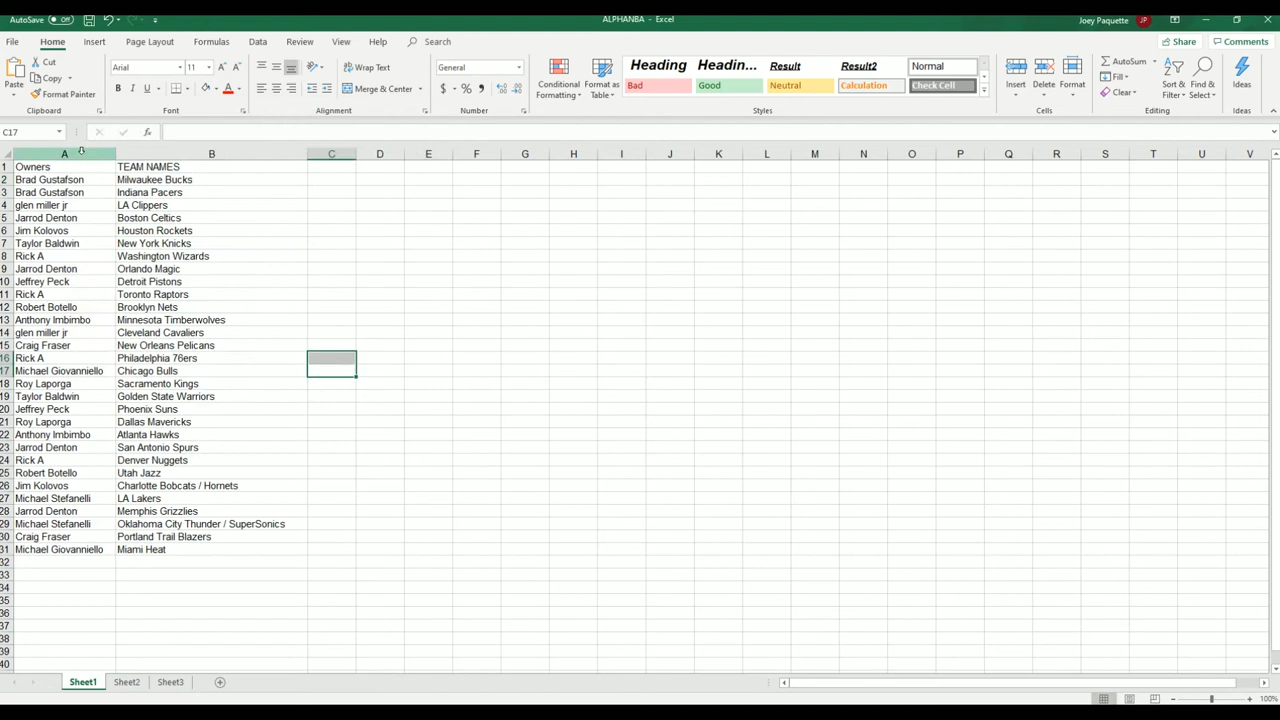 AutoSave Off ALPHANBA - Excel Joey Paquette JP
File Home Insert Page Layout Formulas Data Review View Help Search Share Comments
Paste Cut Copy Format Painter Clipboard
Arial 11 B I U A Font
Wrap Text Merge & Center Alignment
General $ % Number
Conditional Formatting Format as Table
Heading Headin... Result Result2 Normal
Bad Good Neutral Calculation Check Cell
Styles
Insert Delete Format Cells
AutoSum Fill Clear Sort & Filter Find & Select Editing
Ideas Ideas
C17 fx
A B C D E F G H I J K L M N O P Q R S T U V
1 Owners TEAM NAMES
2 Brad Gustafson Milwaukee Bucks
3 Brad Gustafson Indiana Pacers
4 glen miller jr LA Clippers
5 Jarrod Denton Boston Celtics
6 Jim Kolovos Houston Rockets
7 Taylor Baldwin New York Knicks
8 Rick A Washington Wizards
9 Jarrod Denton Orlando Magic
10 Jeffrey Peck Detroit Pistons
11 Rick A Toronto Raptors
12 Robert Botello Brooklyn Nets
13 Anthony Imbimbo Minnesota Timberwolves
14 glen miller jr Cleveland Cavaliers
15 Craig Fraser New Orleans Pelicans
16 Rick A Philadelphia 76ers
17 Michael Giovanniello Chicago Bulls
18 Roy Laporga Sacramento Kings
19 Taylor Baldwin Golden State Warriors
20 Jeffrey Peck Phoenix Suns
21 Roy Laporga Dallas Mavericks
22 Anthony Imbimbo Atlanta Hawks
23 Jarrod Denton San Antonio Spurs
24 Rick A Denver Nuggets
25 Robert Botello Utah Jazz
26 Jim Kolovos Charlotte Bobcats / Hornets
27 Michael Stefanelli LA Lakers
28 Jarrod Denton Memphis Grizzlies
29 Michael Stefanelli Oklahoma City Thunder / SuperSonics
30 Craig Fraser Portland Trail Blazers
31 Michael Giovanniello Miami Heat
32
33
34
35
36
37
38
39
40
Sheet1 Sheet2 Sheet3
100%